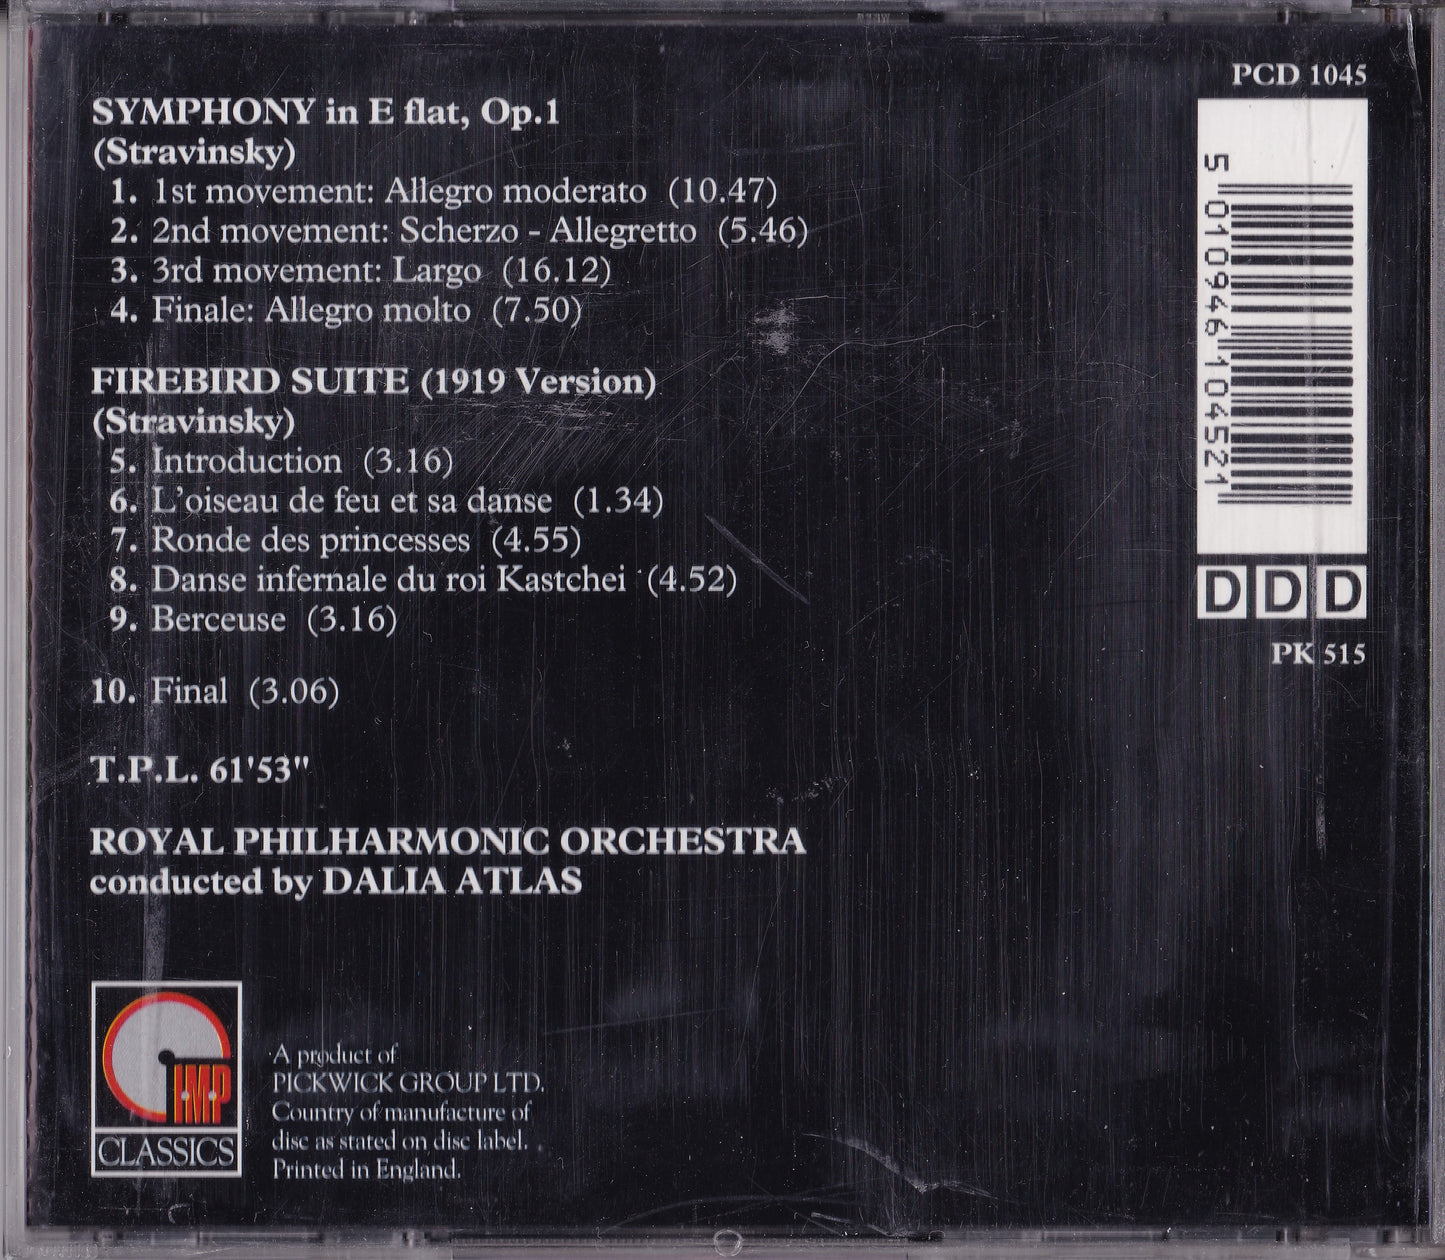 PCD 1045
SYMPHONY in E flat, Op.1
(Stravinsky)
1. 1st movement: Allegro moderato (10.47)
2. 2nd movement: Scherzo - Allegretto (5.46)
3. 3rd movement: Largo (16.12)
4. Finale: Allegro molto (7.50)
FIREBIRD SUITE (1919 Version)
(Stravinsky)
5. Introduction (3.16)
6. L'oiseau de feu et sa danse (1.34)
7. Ronde des princesses (4.55)
8. Danse infernale du roi Kastchei (4.52)
9. Berceuse (3.16)
10. Final (3.06)
T.P.L. 61'53"
ROYAL PHILHARMONIC ORCHESTRA
conducted by DALIA ATLAS
5 010946 104521
DDD
PK 515
IMP
CLASSICS
A product of
PICKWICK GROUP LTD.
Country of manufacture of
disc as stated on disc label.
Printed in England.